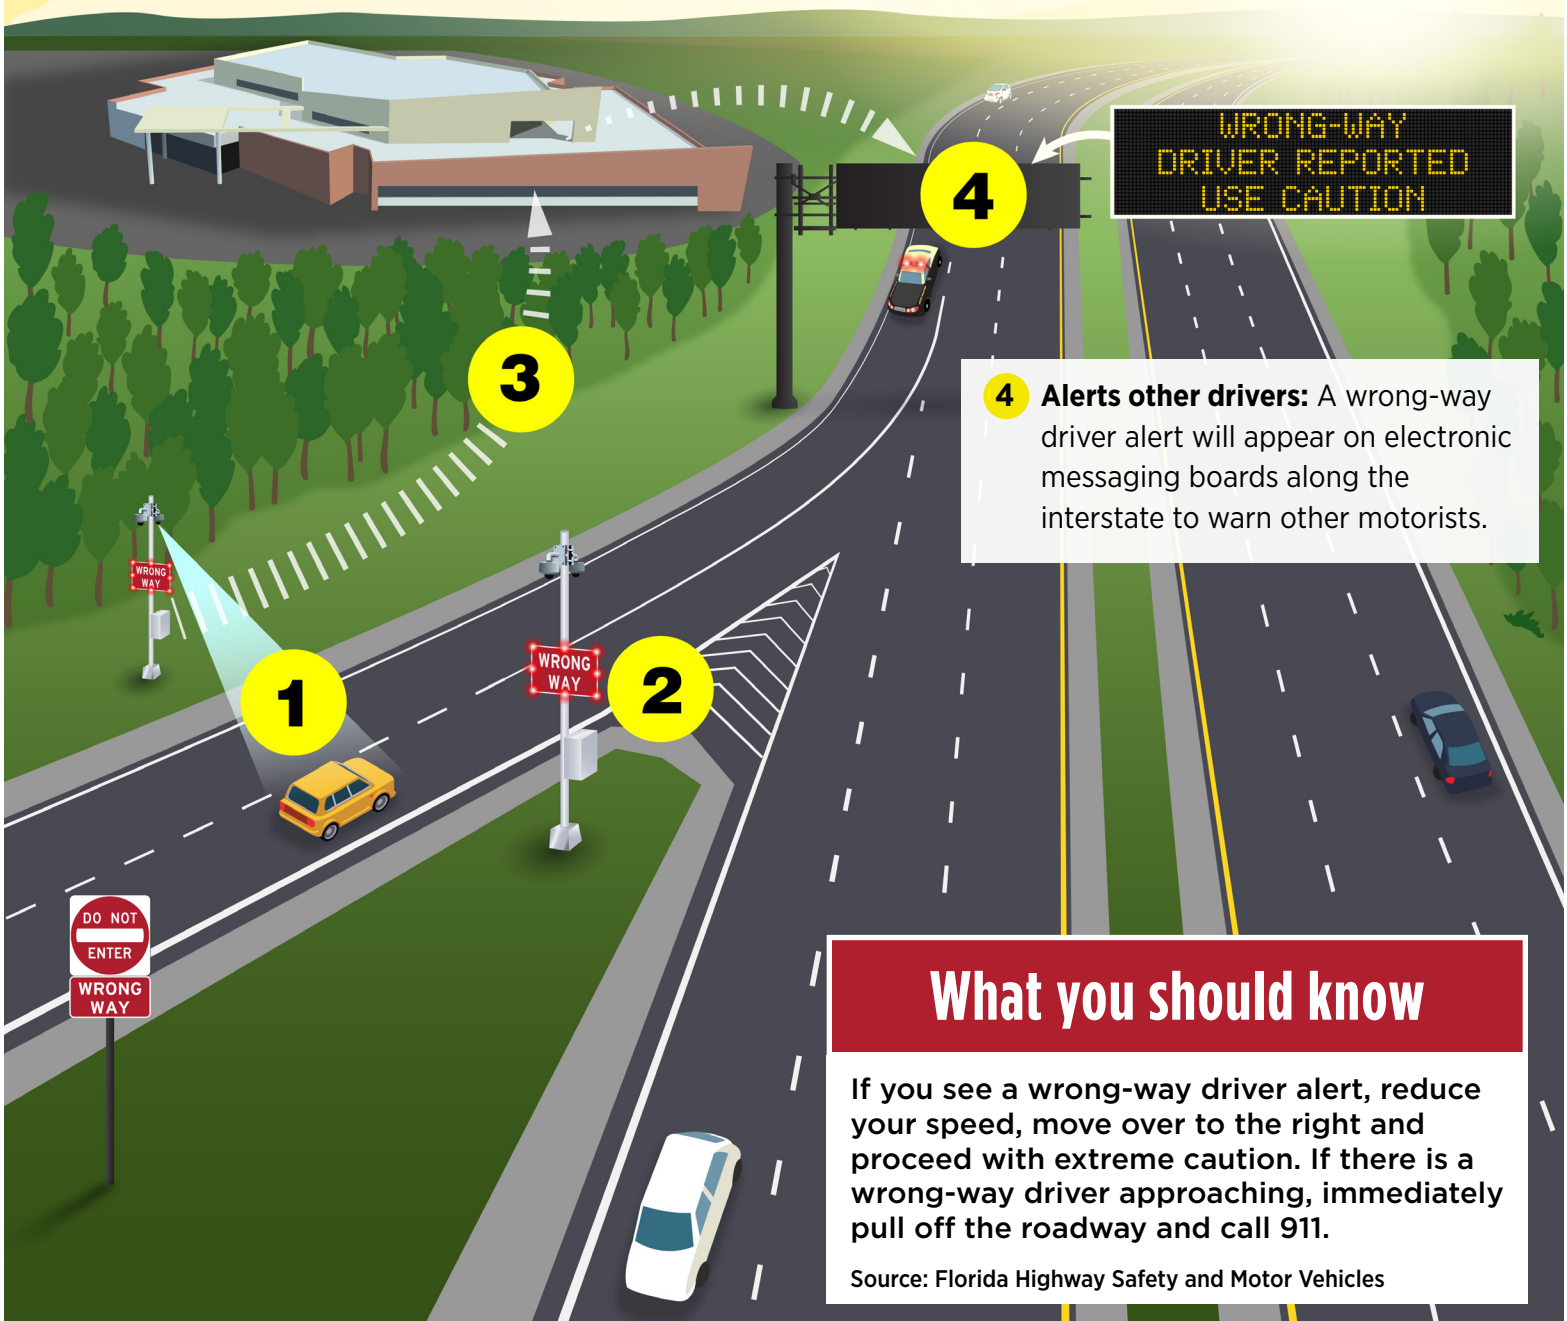 WRONG-WAY
DRIVER REPORTED
USE CAUTION
4
3
4 Alerts other drivers: A wrong-way
driver alert will appear on electronic
messaging boards along the
interstate to warn other motorists.
WRONG
WAY
1
WRONG
WAY
2
DO NOT
ENTER
WRONG
WAY
What you should know
If you see a wrong-way driver alert, reduce
your speed, move over to the right and
proceed with extreme caution. If there is a
wrong-way driver approaching, immediately
pull off the roadway and call 911.
Source: Florida Highway Safety and Motor Vehicles